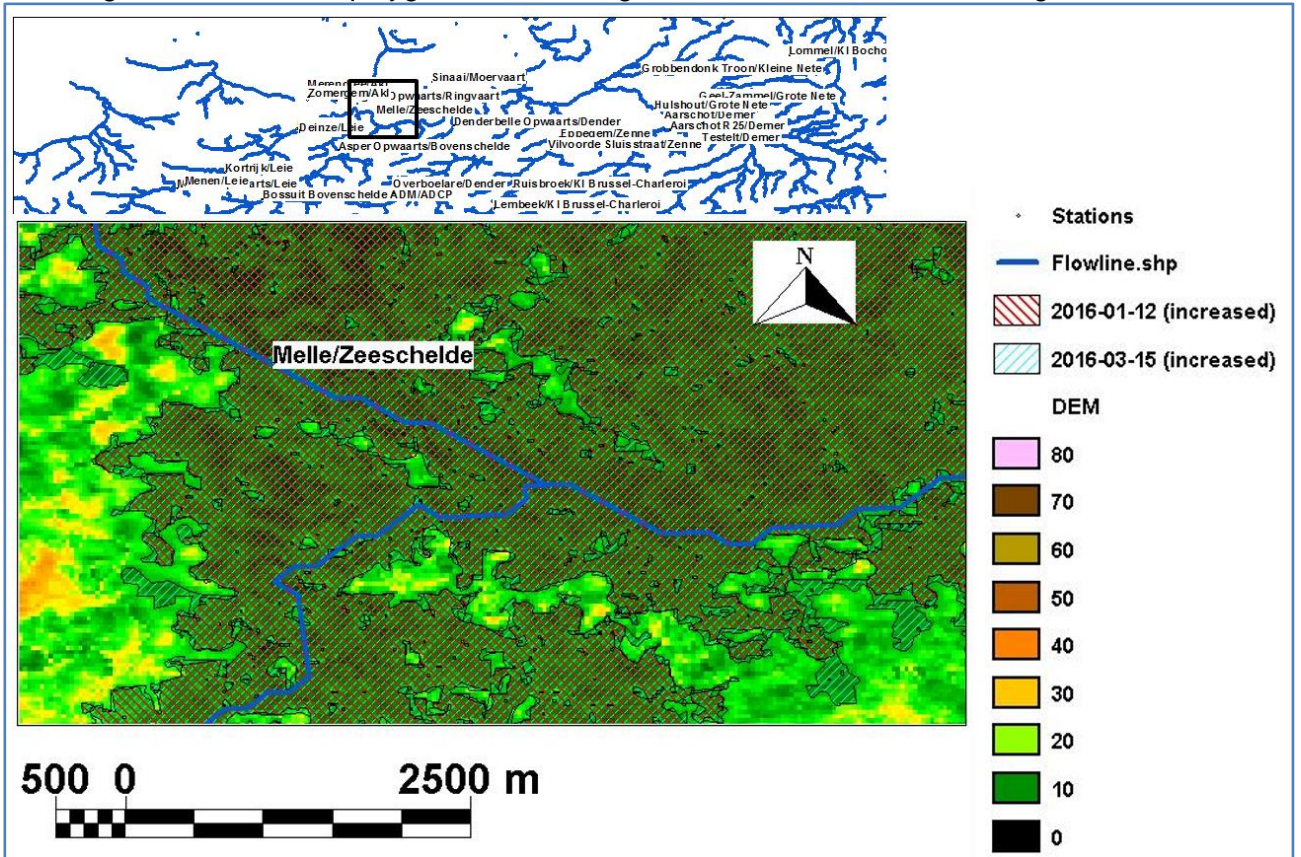 Lommel/Kl Bocho
Grobbendonk Troon/Kleine Nete
Sinaai/Moervaart
Zomergem/Akl
Opwaarts/Ringvaart
Geel-Zammel/Grote Nete
Hulshout/Grote Nete
Melle/Zeeschelde
Aarschot/Demer
Denderbelle Opwaarts/Dender
Deinze/Leie
Aarschot R 25/Demer
Eppegem/Zenne
Testelt/Demer
Asper Opwaarts/Bovenschelde
Vilvoorde Sluisstraat/Zenne
Kortrijk/Leie
Menen/Leie
arts/Leie
Overboelare/Dender
Ruisbroek/Kl Brussel-Charleroi
Bossuit Bovenschelde ADM/ADCP
Lembeek/Kl Brussel-Charleroi
N
Melle/Zeeschelde
500 0 2500 m
Stations
Flowline.shp
2016-01-12 (increased)
2016-03-15 (increased)
DEM
80
70
60
50
40
30
20
10
0